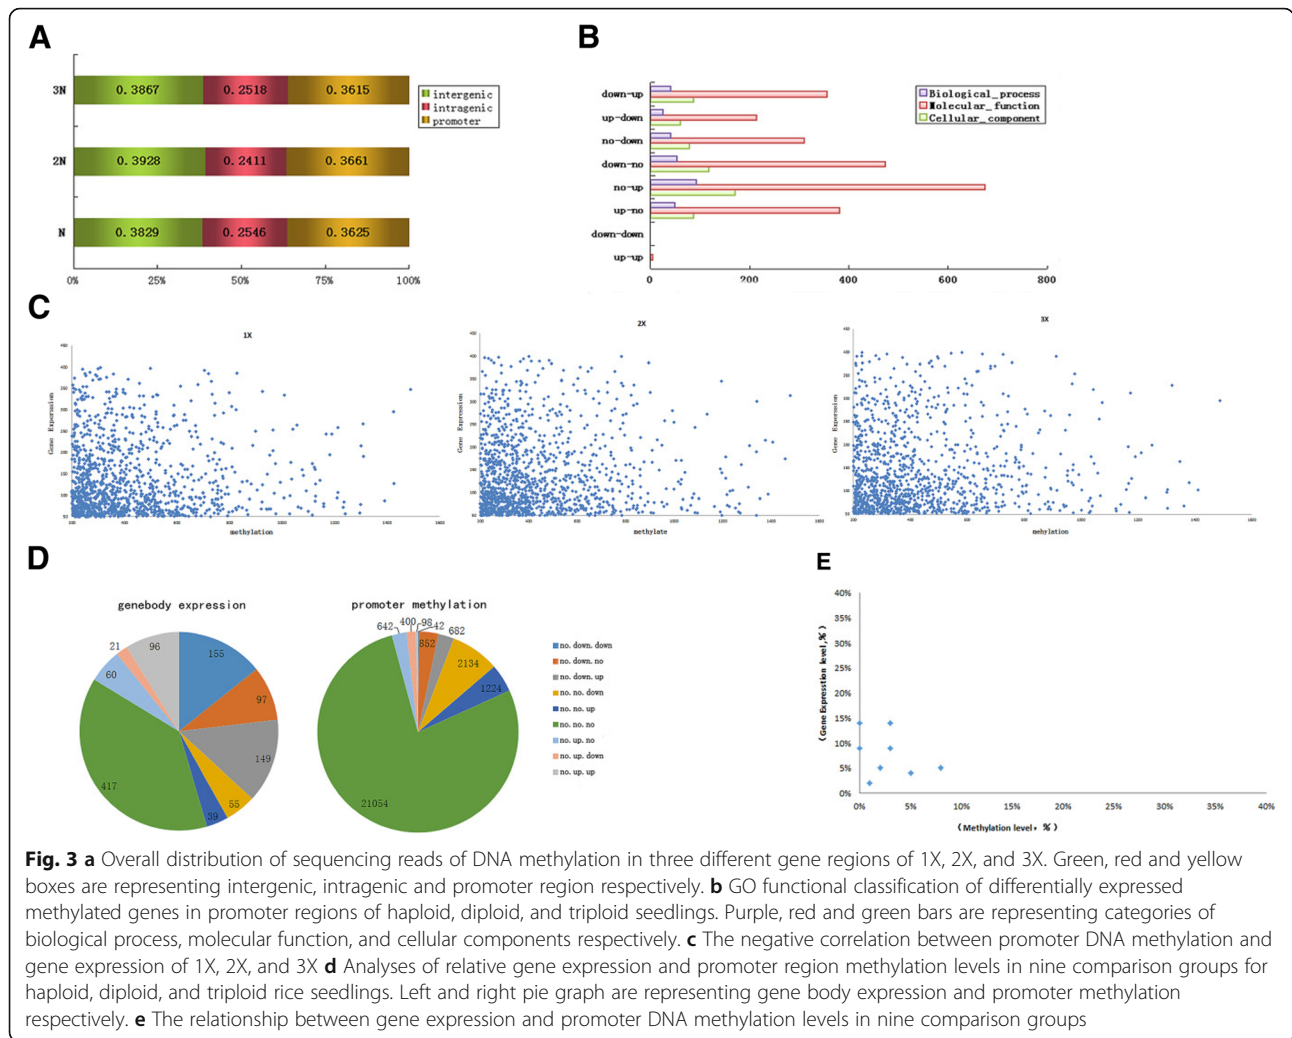 A
3N
0.3867
0.2518
0.3615
2N
0.3928
0.2411
0.3661
N
0.3829
0.2546
0.3625
0%
25%
50%
75%
100%
intergenic
intragenic
promoter
B
down-up
up-down
no-down
down-no
no-up
up-no
down-down
up-up
0
200
400
600
800
Biological_process
Molecular_function
Cellular_component
C
1X
Gene Experssion
methylation
2X
Gene Expression
methylate
3X
Gene Expression
mehylation
D
genebody expression
155
97
149
55
39
417
60
21
96
promoter methylation
642
400
98
42
852
682
2134
1224
21054
no. down. down
no. down. no
no. down. up
no. no. down
no. no. up
no. no. no
no. up. no
no. up. down
no. up. up
E
40%
35%
30%
25%
20%
15%
10%
5%
0%
(Gene Expresstion level,%)
0%
5%
10%
15%
20%
25%
30%
35%
40%
(Methylation level, %)
Fig. 3 a Overall distribution of sequencing reads of DNA methylation in three different gene regions of 1X, 2X, and 3X. Green, red and yellow
boxes are representing intergenic, intragenic and promoter region respectively. b GO functional classification of differentially expressed
methylated genes in promoter regions of haploid, diploid, and triploid seedlings. Purple, red and green bars are representing categories of
biological process, molecular function, and cellular components respectively. c The negative correlation between promoter DNA methylation and
gene expression of 1X, 2X, and 3X d Analyses of relative gene expression and promoter region methylation levels in nine comparison groups for
haploid, diploid, and triploid rice seedlings. Left and right pie graph are representing gene body expression and promoter methylation
respectively. e The relationship between gene expression and promoter DNA methylation levels in nine comparison groups